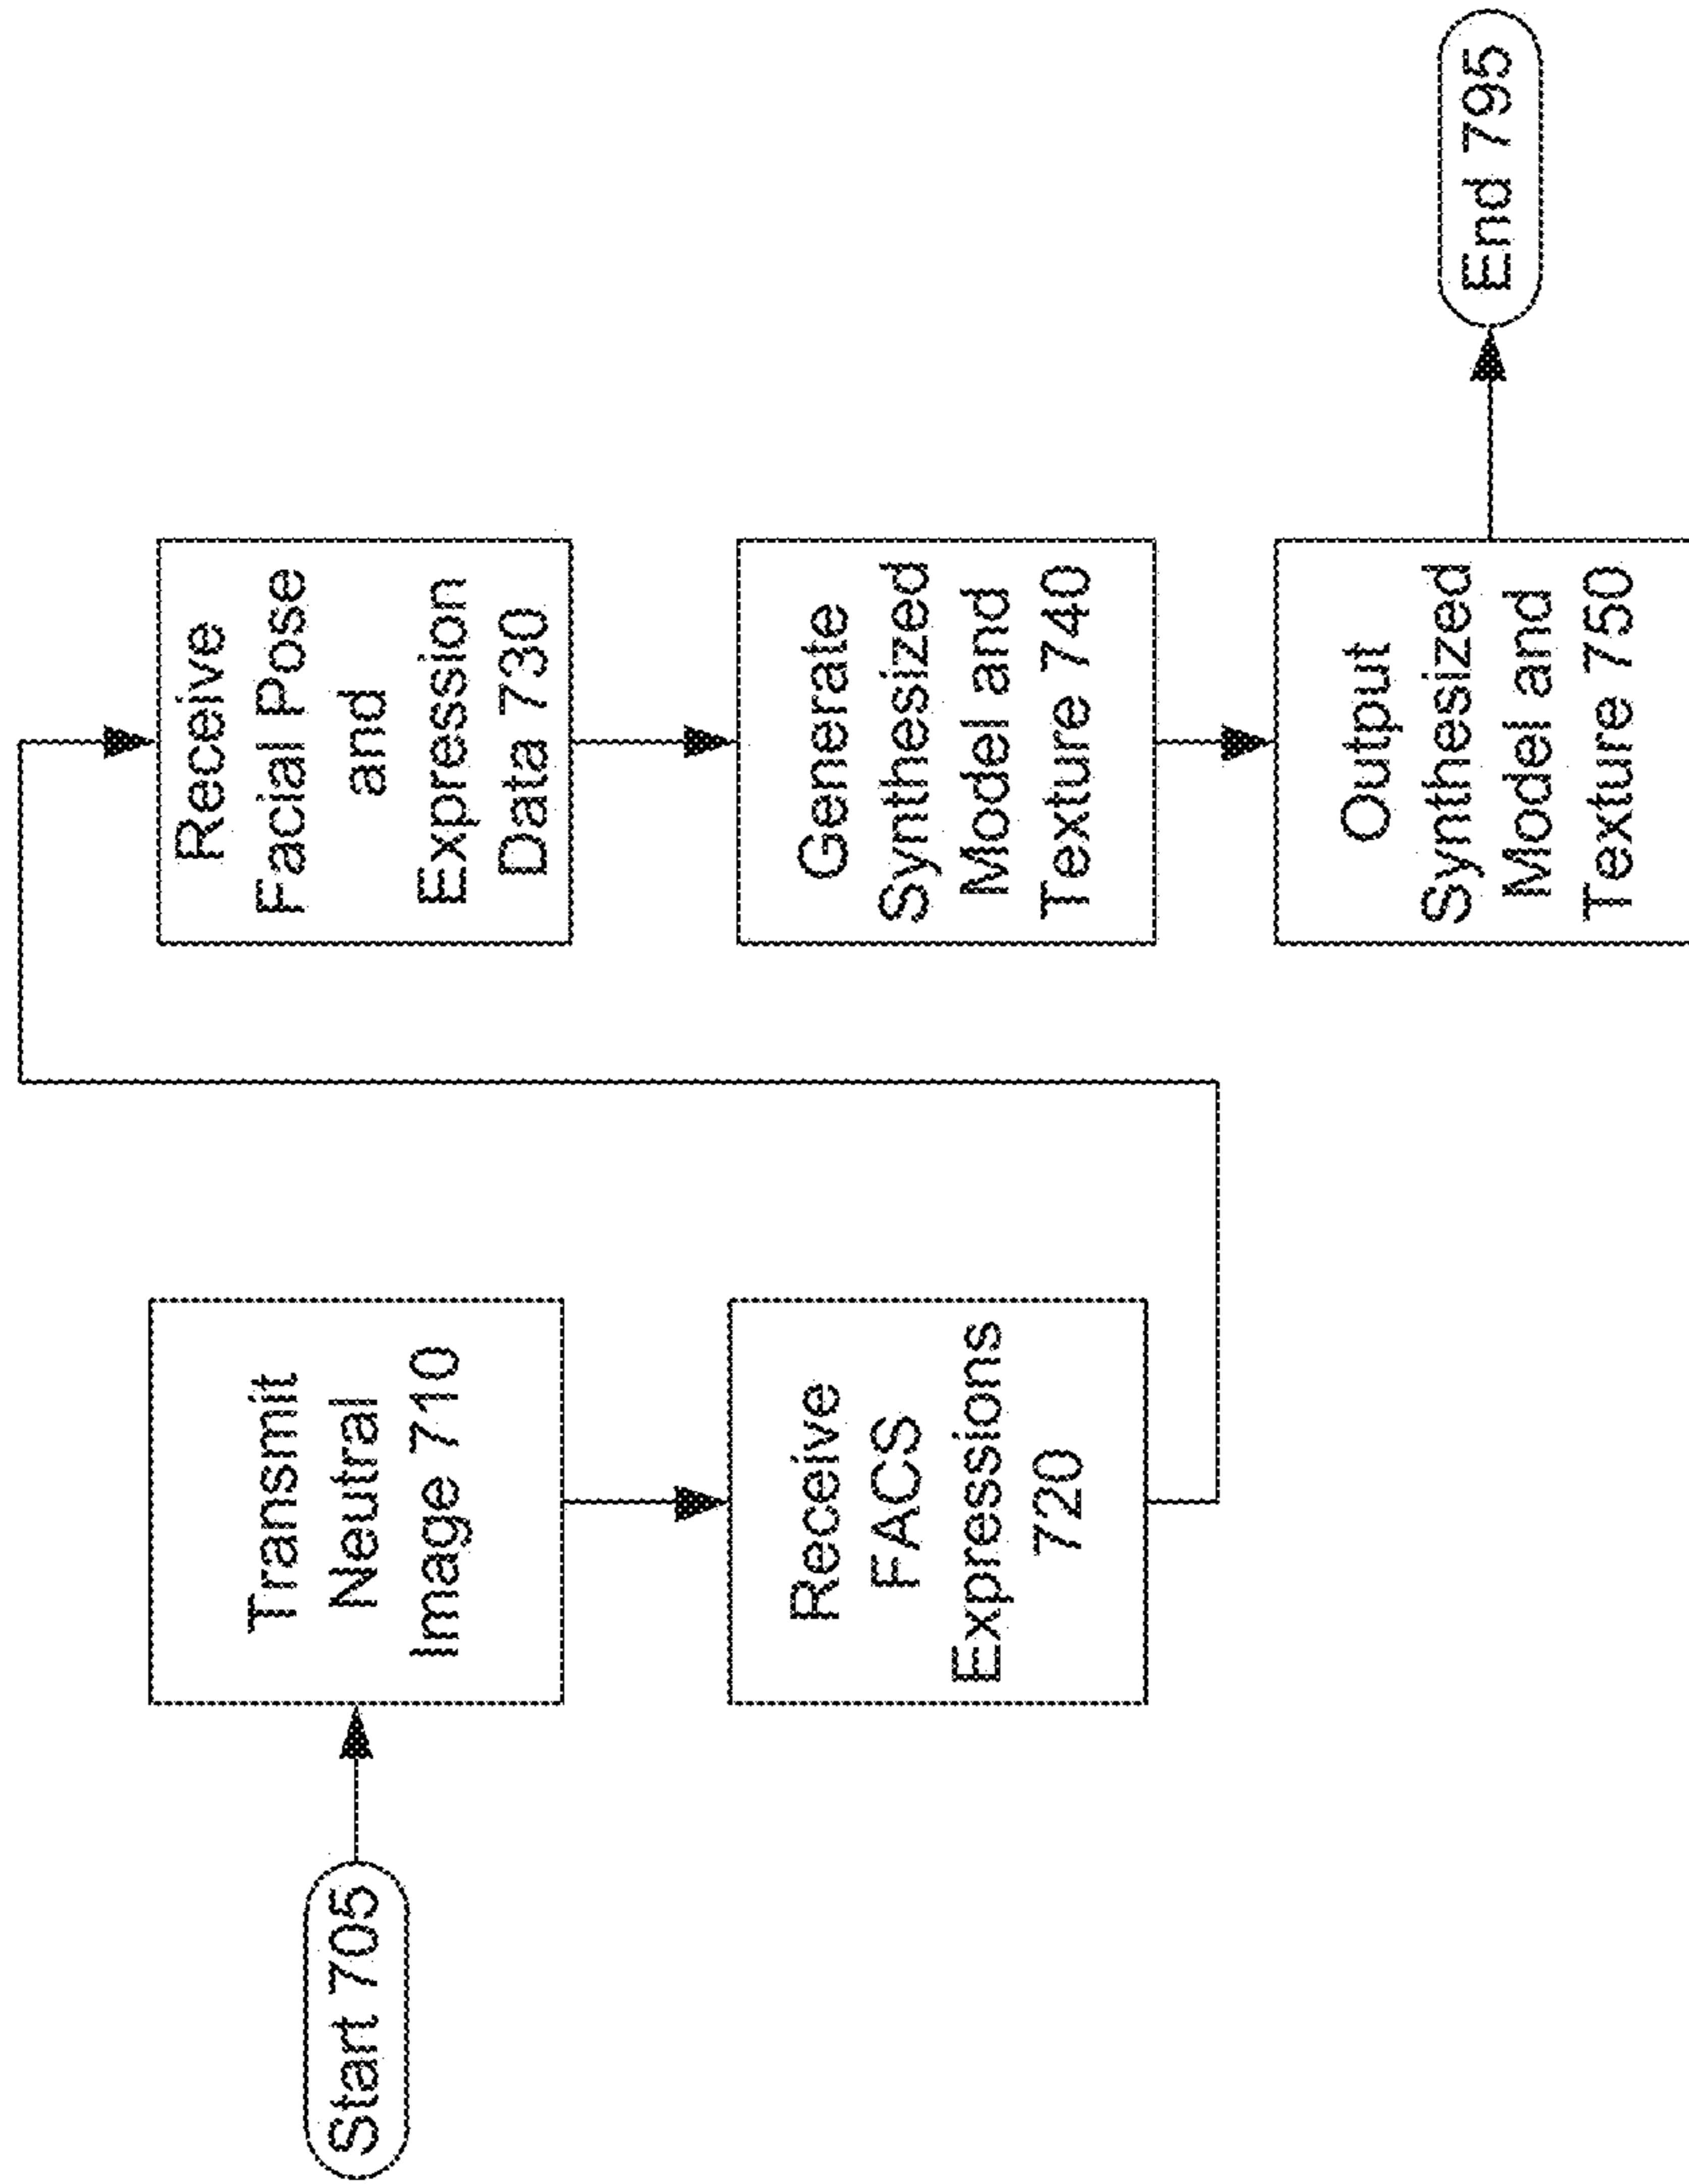 Start 705
Transmit
Neutral
Image 710
Receive
FACS
Expressions
720
Receive
Facial Pose
and
Expression
Data 730
Generate
Synthesized
Model and
Texture 740
Output
Synthesized
Model and
Texture 750
End 795